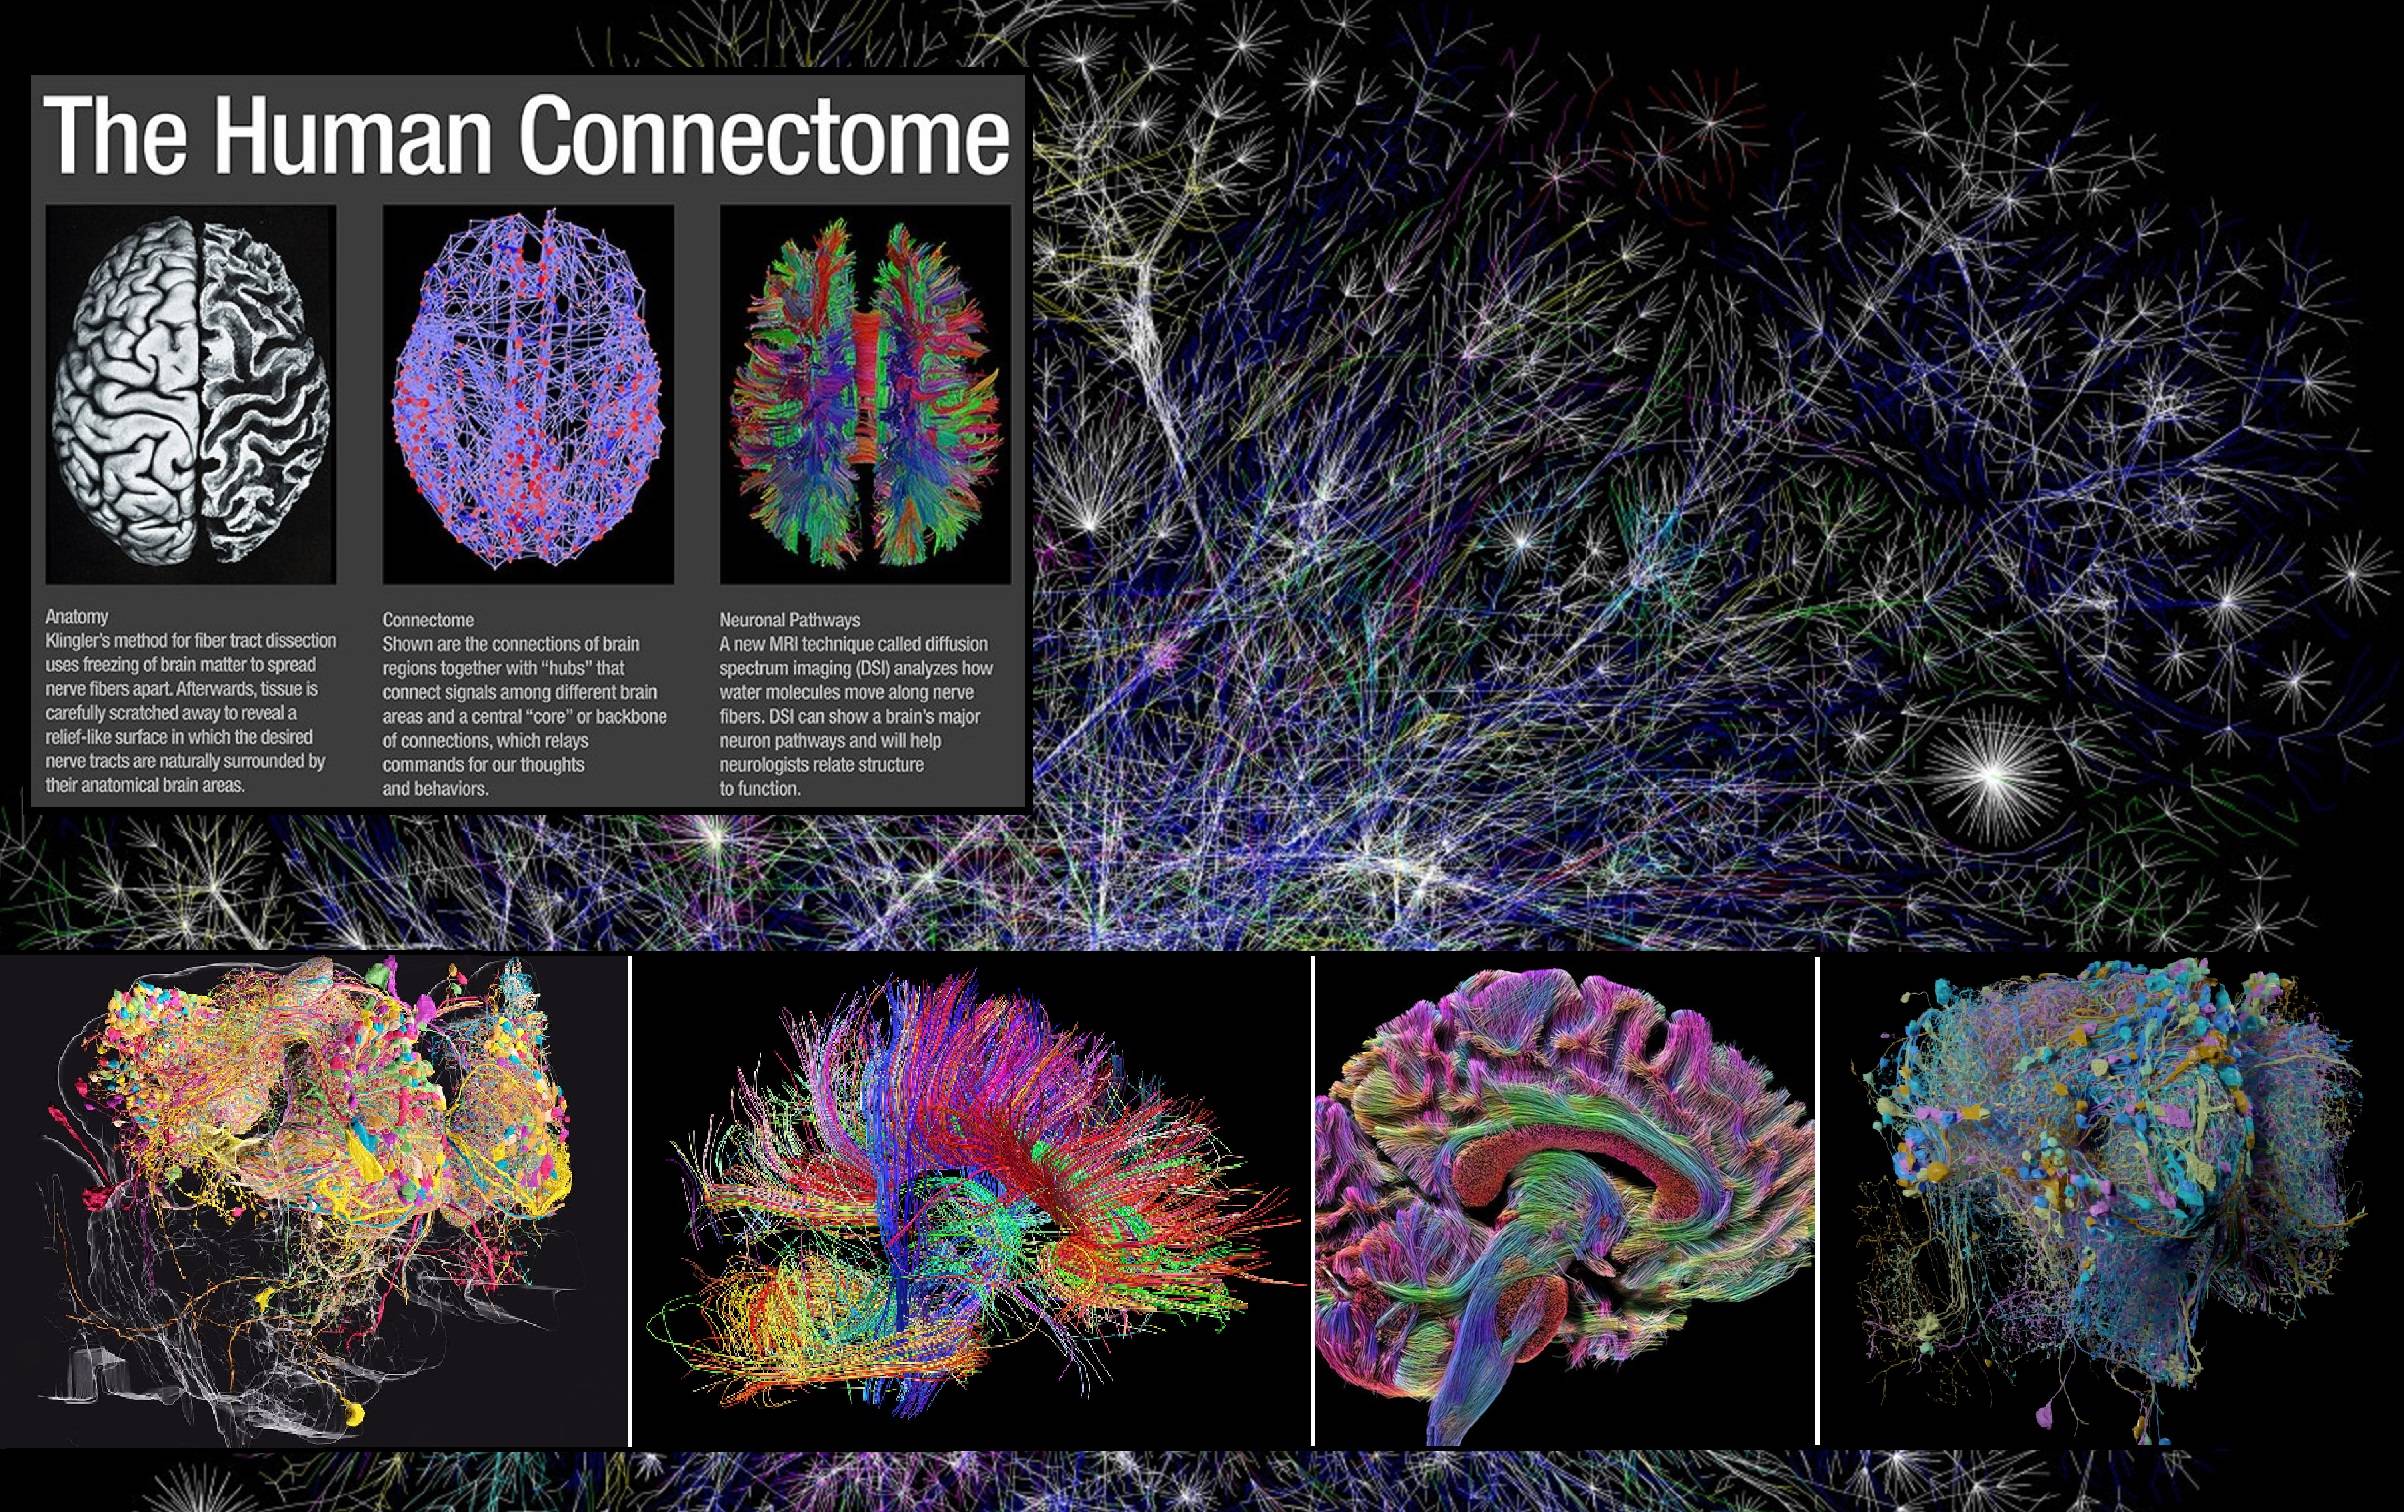 The Human Connectome
Anatomy
Klingler's method for fiber tract dissection
uses freezing of brain matter to spread
nerve fibers apart. Afterwards, tissue is
carefully scratched away to reveal a
relief-like surface in which the desired
nerve tracts are naturally surrounded by
their anatomical brain areas.
Connectome
Shown are the connections of brain
regions together with “hubs” that
connect signals among different brain
areas and a central “core” or backbone
of connections, which relays
commands for our thoughts
and behaviors.
Neuronal Pathways
A new MRI technique called diffusion
spectrum imaging (DSI) analyzes how
water molecules move along nerve
fibers. DSI can show a brain's major
neuron pathways and will help
neurologists relate structure
to function.